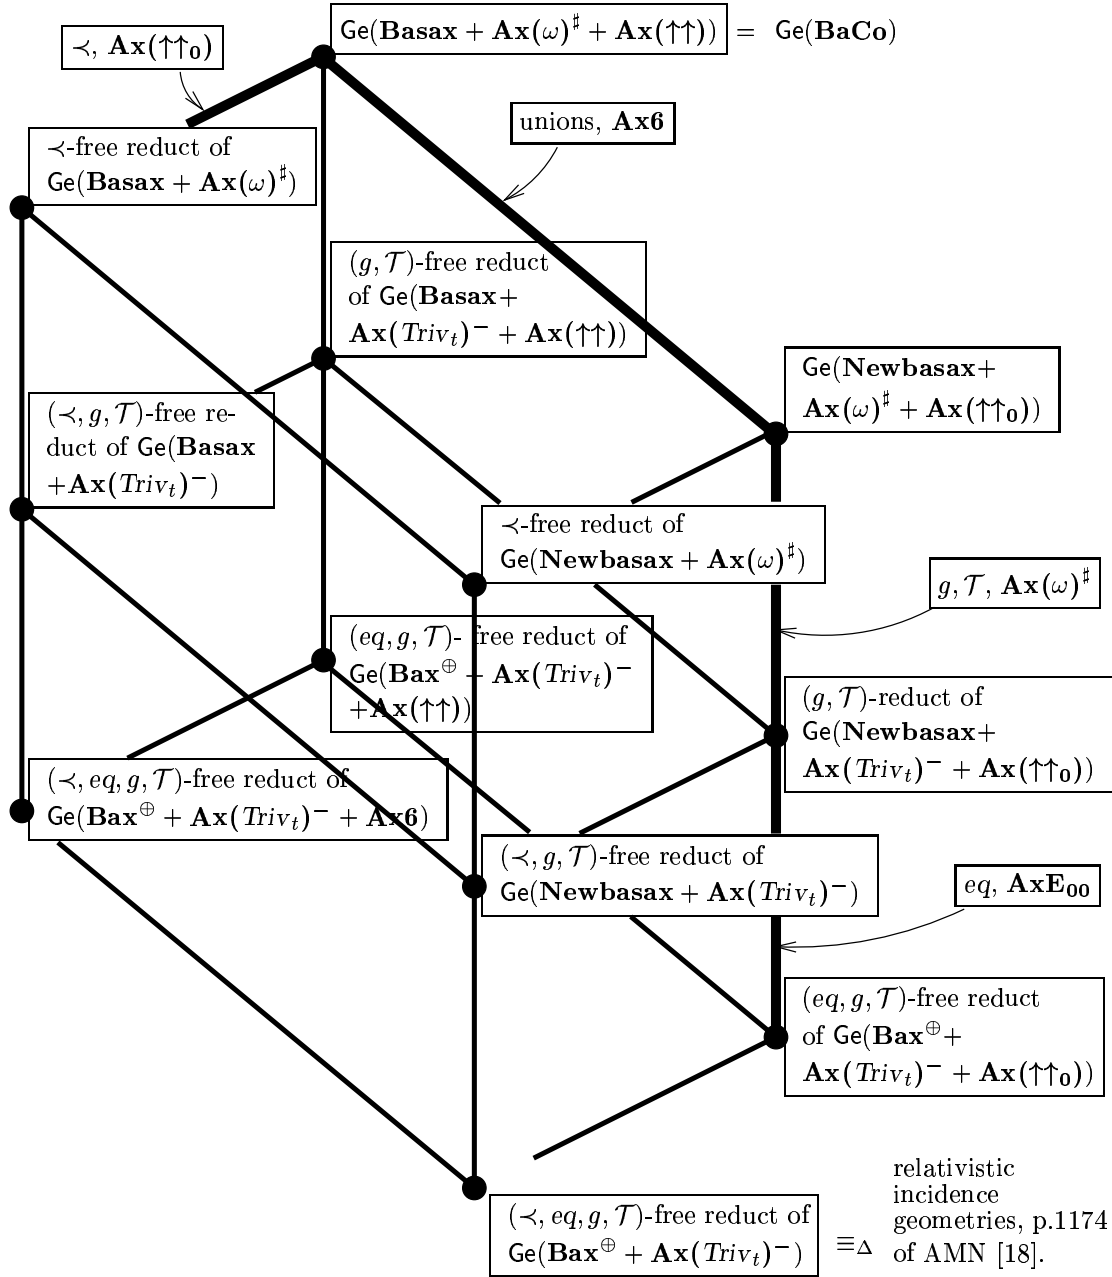 Ge(Basax + Ax(ω)♯ + Ax(↑↑)) = Ge(BaCo)
≺, Ax(↑↑₀)
unions, Ax6
≺-free reduct of
Ge(Basax + Ax(ω)♯)
(g, 𝒯)-free reduct
of Ge(Basax+
Ax(Triv_t)⁻ + Ax(↑↑))
Ge(Newbasax+
Ax(ω)♯ + Ax(↑↑₀))
(≺, g, 𝒯)-free re-
duct of Ge(Basax
+Ax(Triv_t)⁻)
≺-free reduct of
Ge(Newbasax + Ax(ω)♯)
g, 𝒯, Ax(ω)♯
(eq, g, 𝒯)- free reduct of
Ge(Bax⊕ + Ax(Triv_t)⁻
+Ax(↑↑))
(g, 𝒯)-reduct of
Ge(Newbasax+
Ax(Triv_t)⁻ + Ax(↑↑₀))
(≺, eq, g, 𝒯)-free reduct of
Ge(Bax⊕ + Ax(Triv_t)⁻ + Ax6)
(≺, g, 𝒯)-free reduct of
Ge(Newbasax + Ax(Triv_t)⁻)
eq, AxE₀₀
(eq, g, 𝒯)-free reduct
of Ge(Bax⊕+
Ax(Triv_t)⁻ + Ax(↑↑₀))
(≺, eq, g, 𝒯)-free reduct of
Ge(Bax⊕ + Ax(Triv_t)⁻)
≡_Δ
relativistic
incidence
geometries, p.1174
of AMN [18].